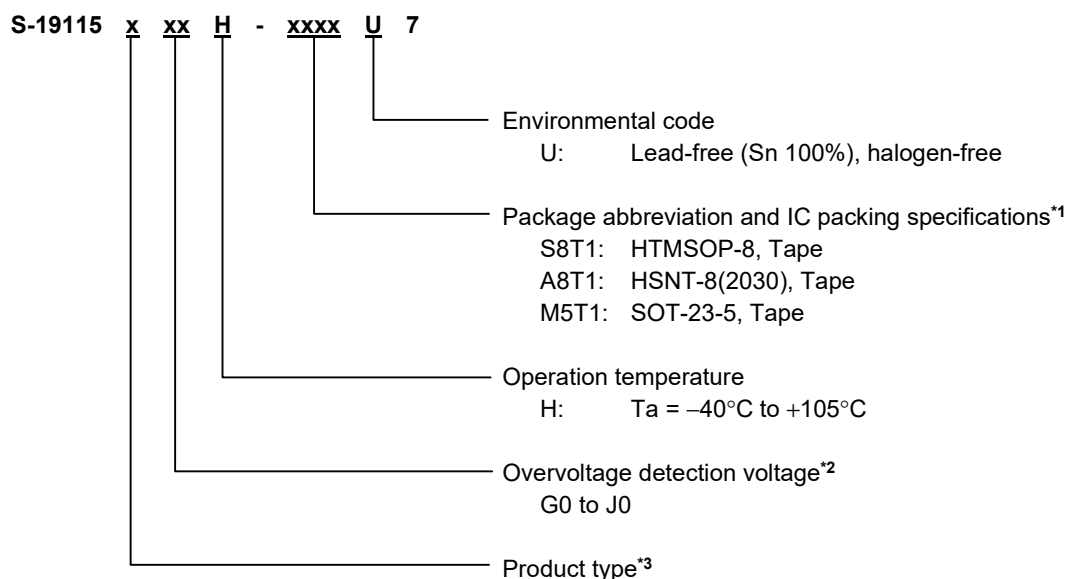 S-19115 x xx H - xxxx U 7
Environmental code
U: Lead-free (Sn 100%), halogen-free
Package abbreviation and IC packing specifications*1
S8T1: HTMSOP-8, Tape
A8T1: HSNT-8(2030), Tape
M5T1: SOT-23-5, Tape
Operation temperature
H: Ta = −40°C to +105°C
Overvoltage detection voltage*2
G0 to J0
Product type*3